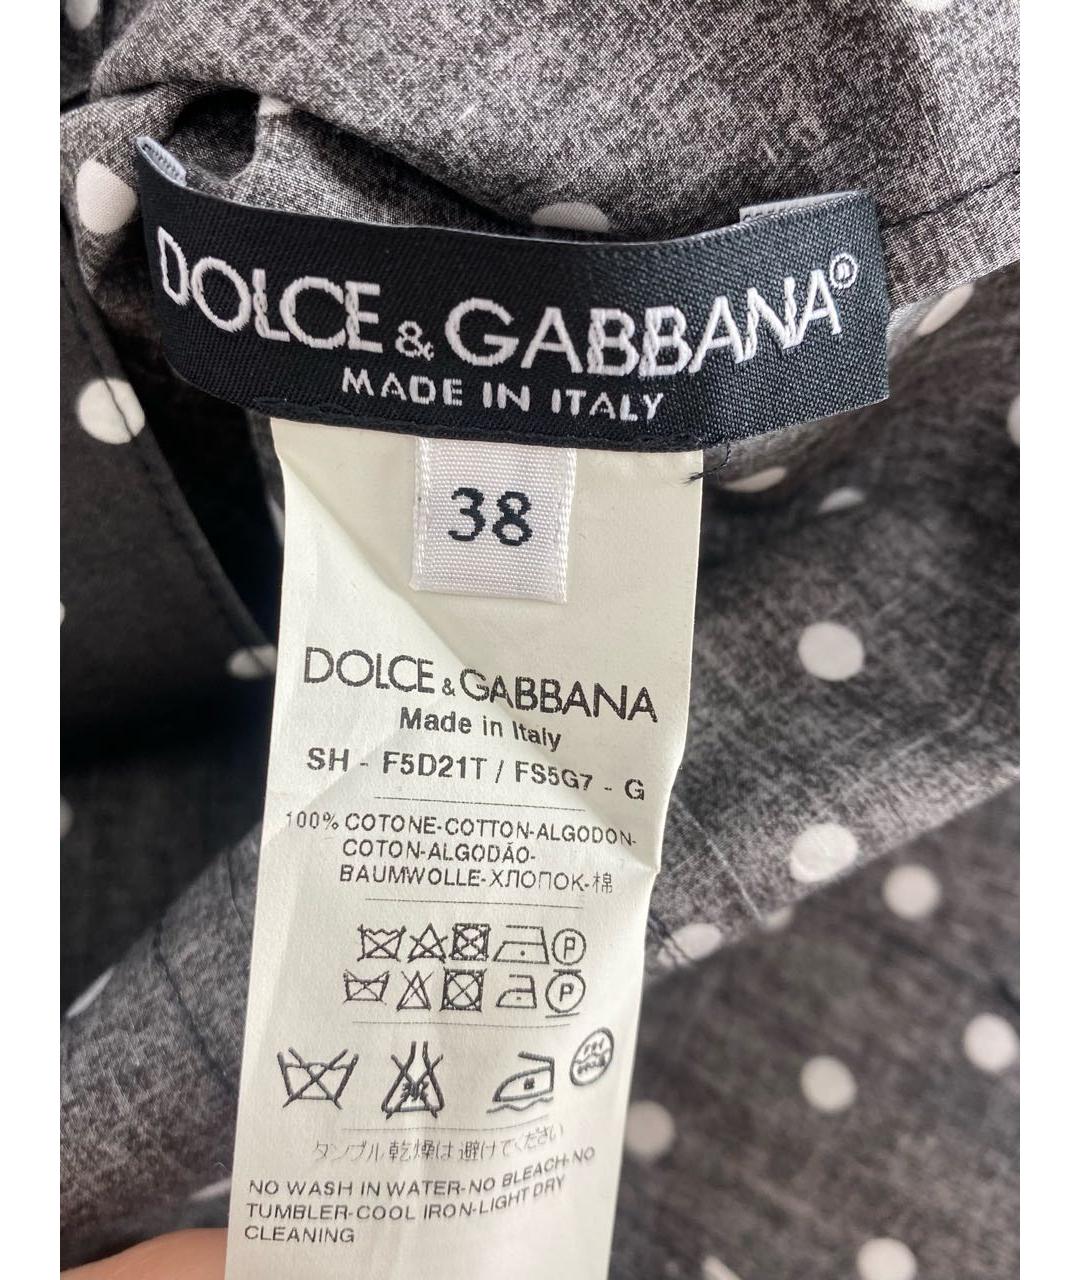 DOLCE & GABBANA®
MADE IN ITALY
38
DOLCE & GABBANA
Made in Italy
SH - F5D21T / FS5G7 - G
100% COTONE-COTTON-ALGODON-
COTON-ALGODÃO-
BAUMWOLLE-ХЛОПОК-棉
P
P
タンブル乾燥は避けてください
NO WASH IN WATER-NO BLEACH-NO
TUMBLER-COOL IRON-LIGHT DRY
CLEANING